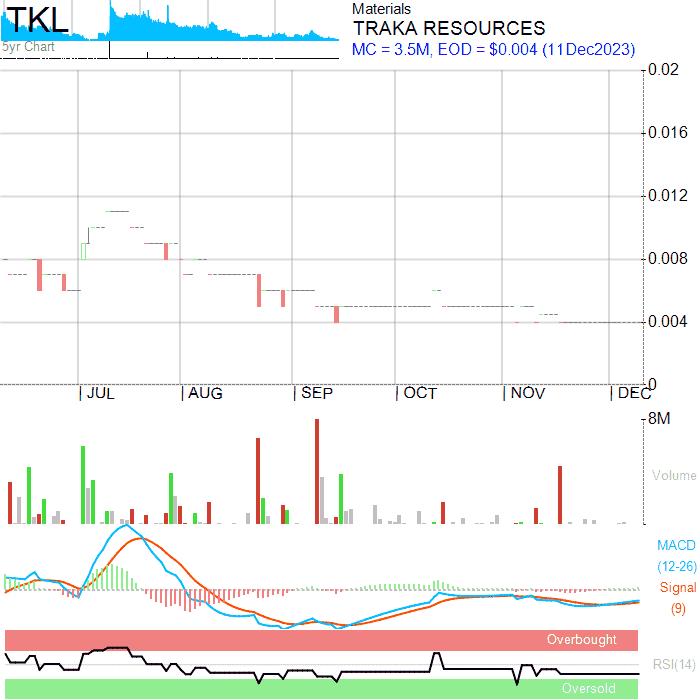 TKL
5yr Chart
Materials
TRAKA RESOURCES
MC = 3.5M, EOD = $0.004 (11Dec2023)
0.02
0.016
0.012
0.008
0.004
0
JUL AUG SEP OCT NOV DEC
8M
Volume
MACD
(12-26)
Signal
(9)
Overbought
RSI(14)
Oversold